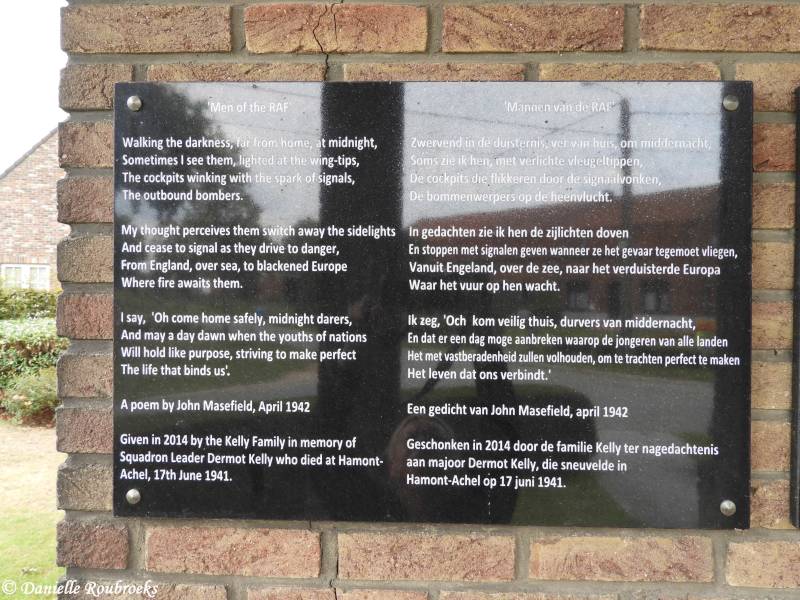 'Men of the RAF'
Walking the darkness, far from home, at midnight,
Sometimes I see them, lighted at the wing-tips,
The cockpits winking with the spark of signals,
The outbound bombers.
My thought perceives them switch away the sidelights
And cease to signal as they drive to danger,
From England, over sea, to blackened Europe
Where fire awaits them.
I say, 'Oh come home safely, midnight darers,
And may a day dawn when the youths of nations
Will hold like purpose, striving to make perfect
The life that binds us'.
A poem by John Masefield, April 1942
Given in 2014 by the Kelly Family in memory of
Squadron Leader Dermot Kelly who died at Hamont-
Achel, 17th June 1941.
'Mannen van de RAF'
Zwervend in de duisternis, ver van huis, om middernacht,
Soms zie ik hen, met verlichte vleugeltippen,
De cockpits die flikkeren door de signaalvonken,
De bommenwerpers op de heenvlucht.
In gedachten zie ik hen de zijlichten doven
En stoppen met signalen geven wanneer ze het gevaar tegemoet vliegen,
Vanuit Engeland, over de zee, naar het verduisterde Europa
Waar het vuur op hen wacht.
Ik zeg, 'Och kom veilig thuis, durvers van middernacht,
En dat er een dag moge aanbreken waarop de jongeren van alle landen
Het met vastberadenheid zullen volhouden, om te trachten perfect te maken
Het leven dat ons verbindt.'
Een gedicht van John Masefield, april 1942
Geschonken in 2014 door de familie Kelly ter nagedachtenis
aan majoor Dermot Kelly, die sneuvelde in
Hamont-Achel op 17 juni 1941.
© Danielle Roubroeks